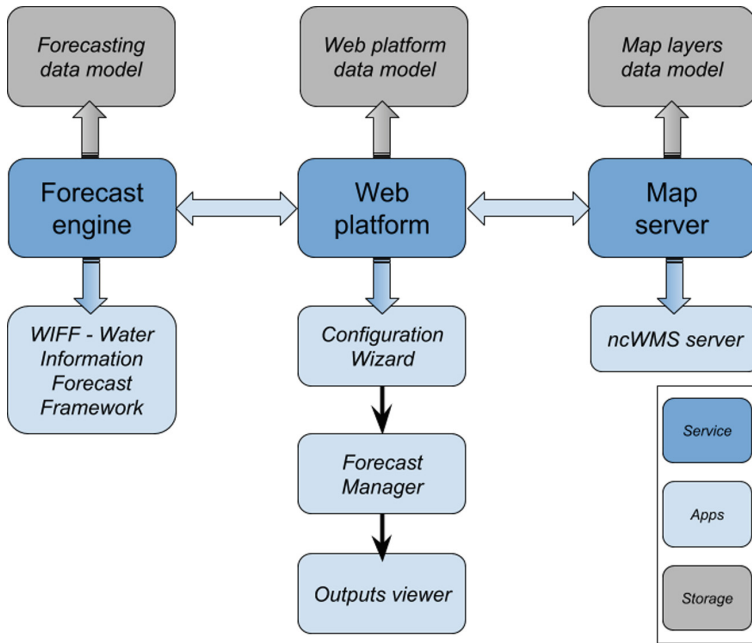 Forecasting
data model
Web platform
data model
Map layers
data model
Forecast
engine
Web
platform
Map
server
WIFF - Water
Information
Forecast
Framework
Configuration
Wizard
ncWMS server
Forecast
Manager
Outputs viewer
Service
Apps
Storage